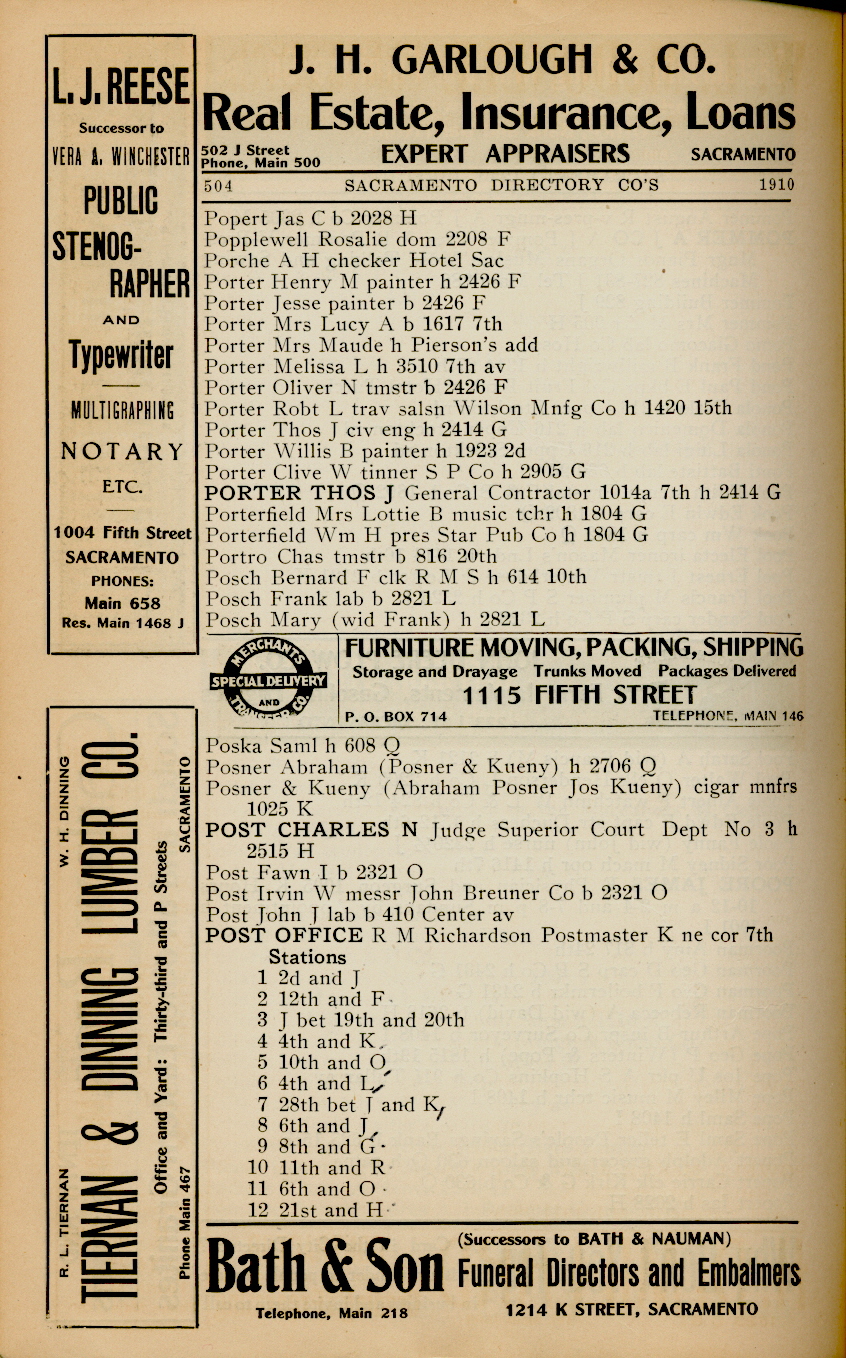 J. H. GARLOUGH & CO.
Real Estate, Insurance, Loans
502 J Street
Phone, Main 500
EXPERT APPRAISERS
SACRAMENTO
L. J. REESE
Successor to
VERA A. WINCHESTER
PUBLIC
STENOG-
RAPHER
AND
Typewriter
MULTIGRAPHING
NOTARY
ETC.
1004 Fifth Street
SACRAMENTO
PHONES:
Main 658
Res. Main 1468 J
504 SACRAMENTO DIRECTORY CO'S 1910
Popert Jas C b 2028 H
Popplewell Rosalie dom 2208 F
Porche A H checker Hotel Sac
Porter Henry M painter h 2426 F
Porter Jesse painter b 2426 F
Porter Mrs Lucy A b 1617 7th
Porter Mrs Maude h Pierson's add
Porter Melissa L h 3510 7th av
Porter Oliver N tmstr b 2426 F
Porter Robt L trav salsn Wilson Mnfg Co h 1420 15th
Porter Thos J civ eng h 2414 G
Porter Willis B painter h 1923 2d
Porter Clive W tinner S P Co h 2905 G
PORTER THOS J General Contractor 1014a 7th h 2414 G
Porterfield Mrs Lottie B music tchr h 1804 G
Porterfield Wm H pres Star Pub Co h 1804 G
Portro Chas tmstr b 816 20th
Posch Bernard F clk R M S h 614 10th
Posch Frank lab b 2821 L
Posch Mary (wid Frank) h 2821 L
MERCHANTS
SPECIAL DELIVERY
AND
TRANSFER CO.
FURNITURE MOVING, PACKING, SHIPPING
Storage and Drayage Trunks Moved Packages Delivered
1115 FIFTH STREET
P. O. BOX 714 TELEPHONE, MAIN 146
Poska Saml h 608 Q
Posner Abraham (Posner & Kueny) h 2706 Q
Posner & Kueny (Abraham Posner Jos Kueny) cigar mnfrs
1025 K
POST CHARLES N Judge Superior Court Dept No 3 h
2515 H
Post Fawn I b 2321 O
Post Irvin W messr John Breuner Co b 2321 O
Post John J lab b 410 Center av
POST OFFICE R M Richardson Postmaster K ne cor 7th
Stations
1 2d and J
2 12th and F
3 J bet 19th and 20th
4 4th and K
5 10th and O
6 4th and L
7 28th bet J and K
8 6th and J
9 8th and G
10 11th and R
11 6th and O
12 21st and H
R. L. TIERNAN W. H. DINNING
TIERNAN & DINNING LUMBER CO.
Office and Yard: Thirty-third and P Streets
Phone Main 467 SACRAMENTO
Bath & Son
(Successors to BATH & NAUMAN)
Funeral Directors and Embalmers
Telephone, Main 218
1214 K STREET, SACRAMENTO